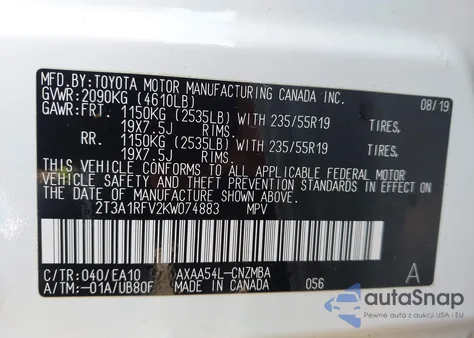 MFD.BY:TOYOTA MOTOR MANUFACTURING CANADA INC.
GVWR:2090KG (4610LB) 08/19
GAWR:FRT. 1150KG (2535LB) WITH 235/55R19 TIRES,
19X7.5J RIMS.
RR. 1150KG (2535LB) WITH 235/55R19 TIRES,
19X7.5J RIMS.
THIS VEHICLE CONFORMS TO ALL APPLICABLE FEDERAL MOTOR
VEHICLE SAFETY AND THEFT PREVENTION STANDARDS IN EFFECT ON
THE DATE OF MANUFACTURE SHOWN ABOVE.
2T3A1RFV2KW074883 MPV
C/TR:040/EA10 AXAA54L-CNZMBA A
A/TM:-01A/UB80F MADE IN CANADA 056
autoSnap
Pewne auta z aukcji USA i EU